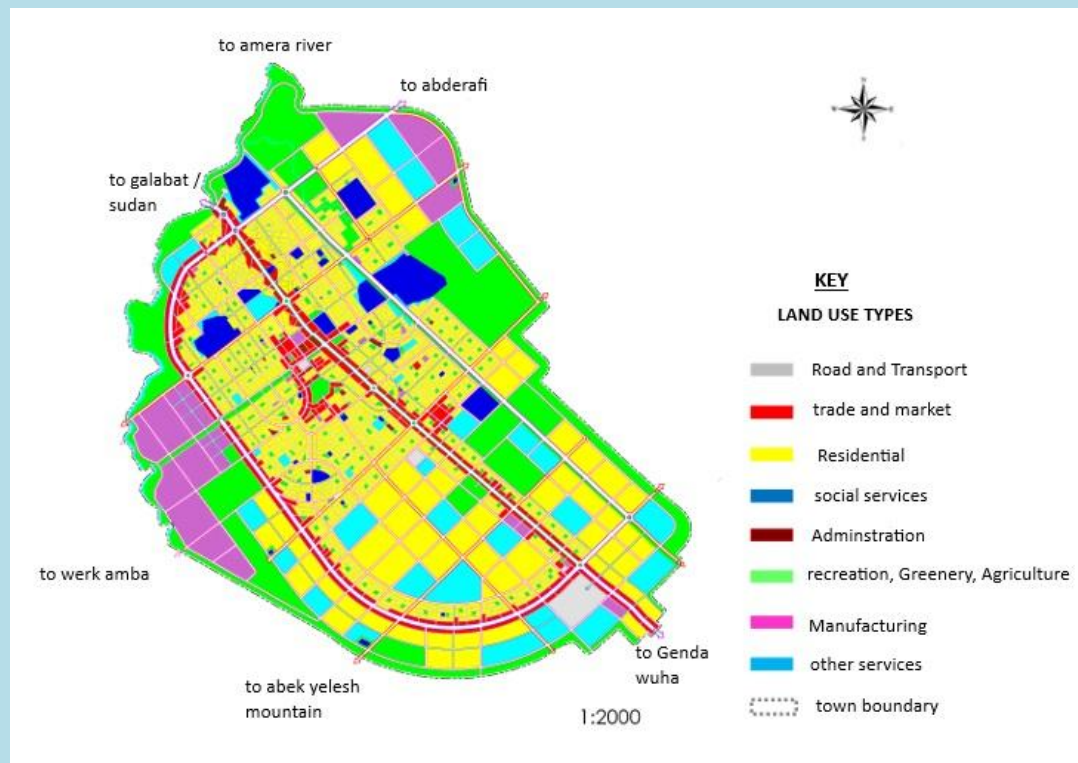 to amera river
to abderafi
to galabat /
sudan
KEY
LAND USE TYPES
Road and Transport
trade and market
Residential
social services
Adminstration
recreation, Greenery, Agriculture
Manufacturing
other services
town boundary
to werk amba
to Genda
wuha
to abek yelesh
mountain
1:2000